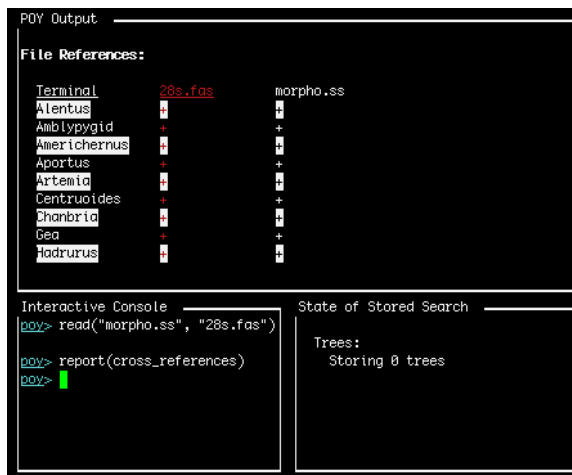 POY Output
File References:
Terminal 28s.fas morpho.ss
Alentus + +
Amblypygid + +
Americhernus + +
Aportus + +
Artemia + +
Centruoides + +
Chanbria + +
Gea + +
Hadrurus + +
Interactive Console
poy> read("morpho.ss", "28s.fas")
poy> report(cross_references)
poy>
State of Stored Search
Trees:
Storing 0 trees